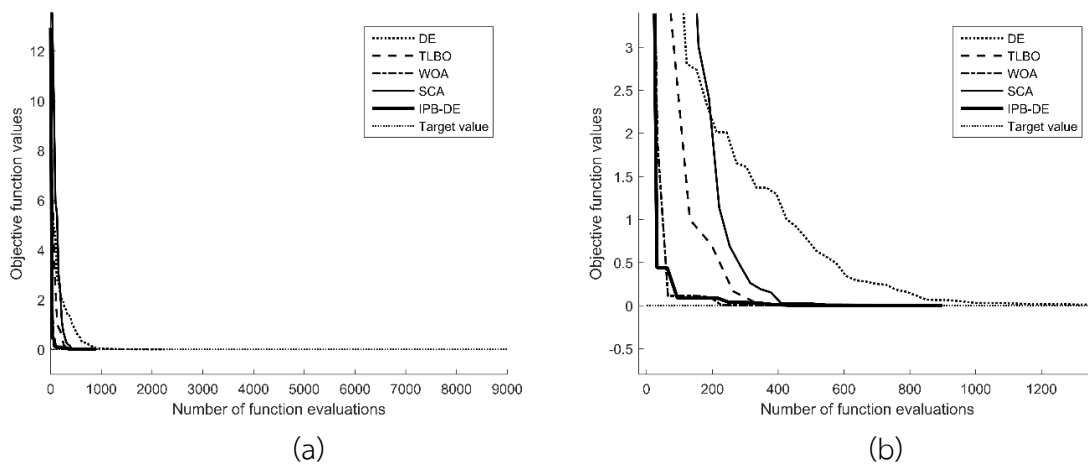 12
10
8
6
4
2
0
Objective function values
DE
TLBO
WOA
SCA
IPB-DE
Target value
0 1000 2000 3000 4000 5000 6000 7000 8000 9000
Number of function evaluations
(a)
3
2.5
2
1.5
1
0.5
0
-0.5
Objective function values
DE
TLBO
WOA
SCA
IPB-DE
Target value
0 200 400 600 800 1000 1200
Number of function evaluations
(b)